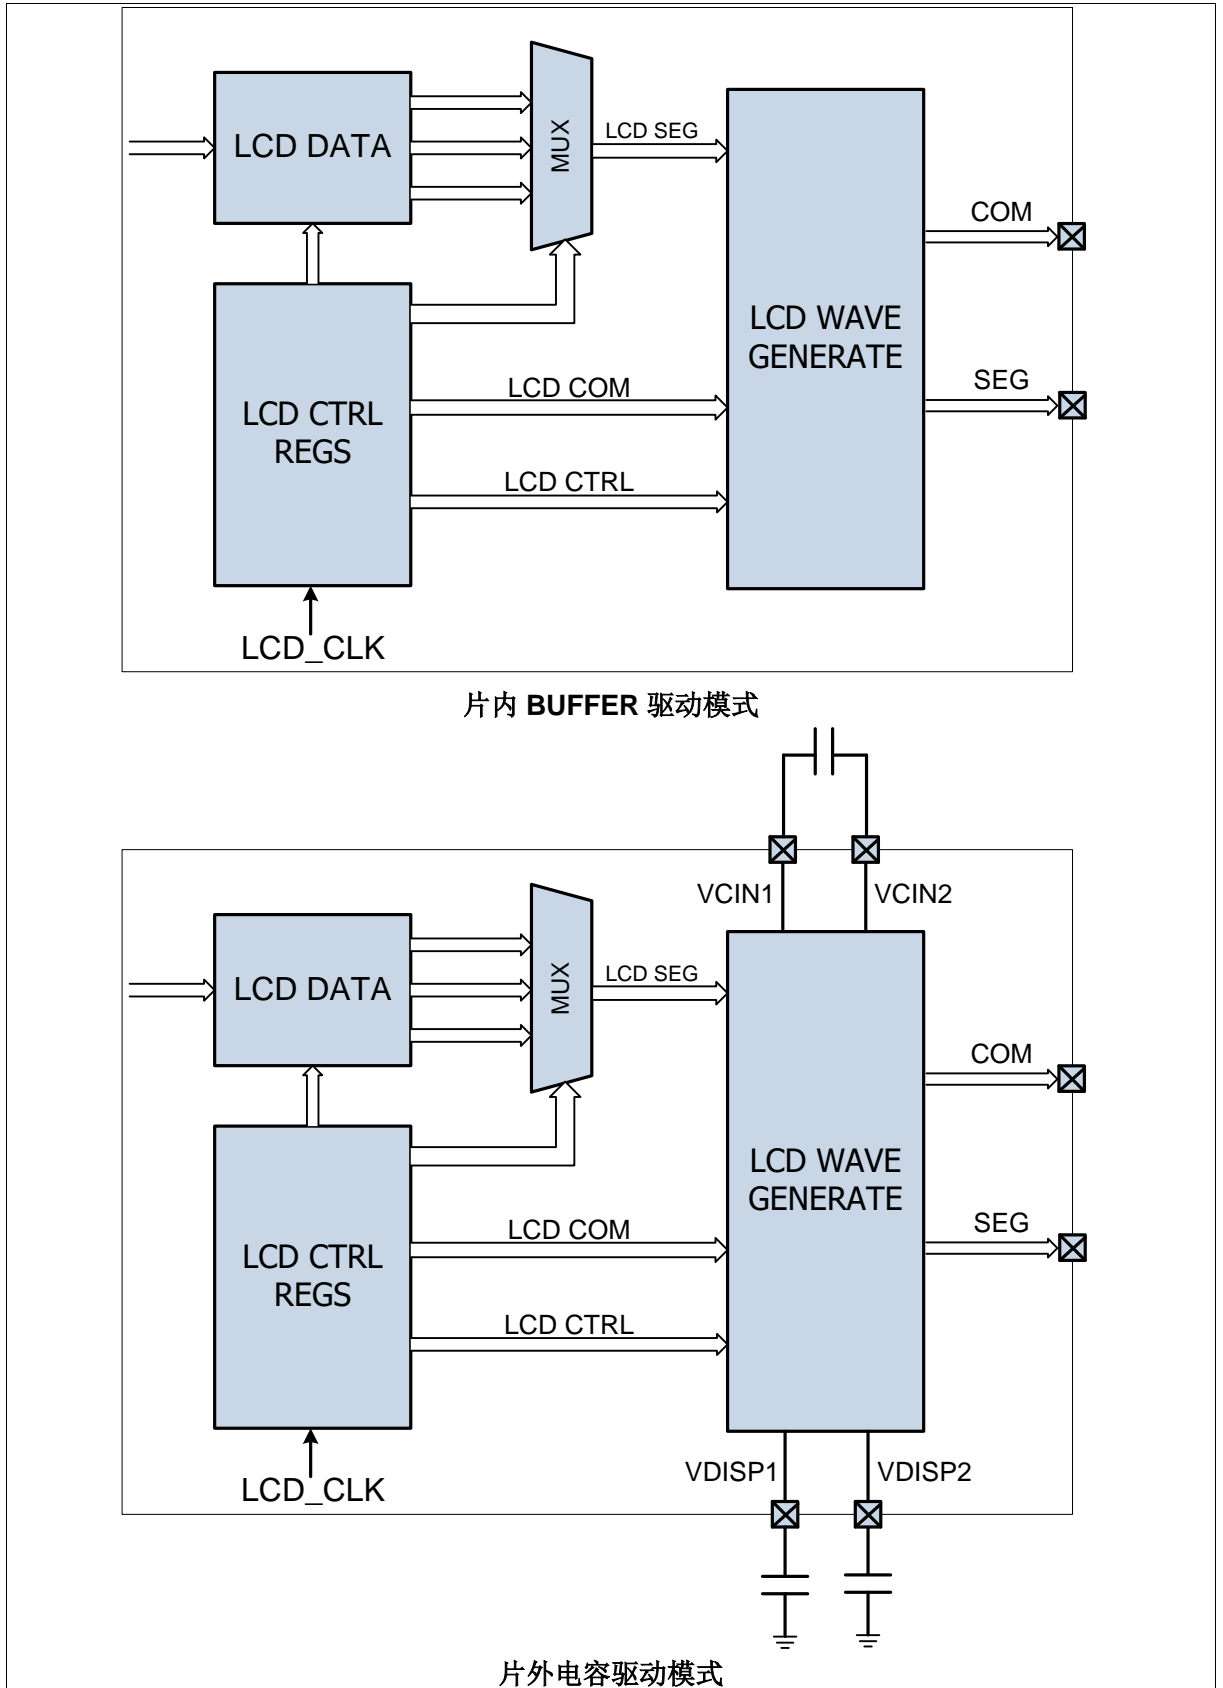 LCD DATA
MUX
LCD SEG
COM
LCD WAVE
GENERATE
LCD COM
SEG
LCD CTRL
REGS
LCD CTRL
LCD_CLK
片内 BUFFER 驱动模式
VCIN1
VCIN2
LCD DATA
MUX
LCD SEG
COM
LCD WAVE
GENERATE
LCD COM
SEG
LCD CTRL
REGS
LCD CTRL
VDISP1
VDISP2
LCD_CLK
片外电容驱动模式